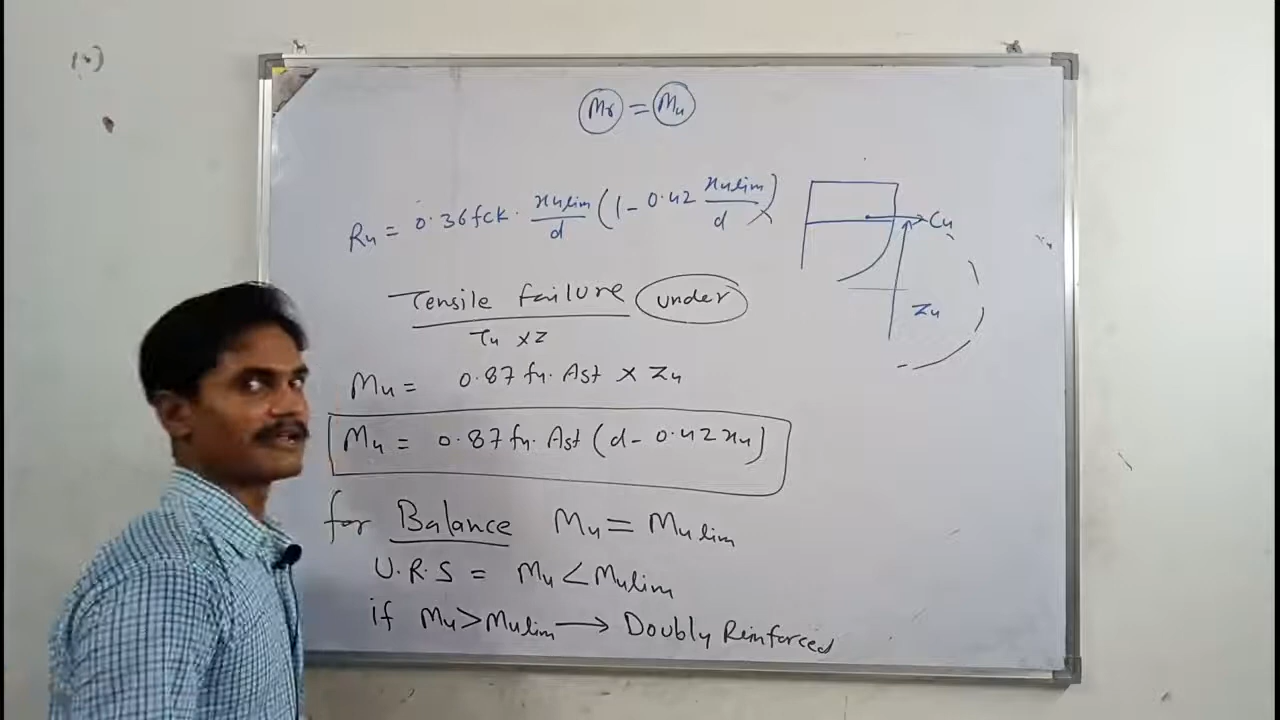 Mr = Mu
Ru = 0.36 fck. xulim/d (1 - 0.42 xulim/d)
Cu
Zu
Tensile failure under
Tu x z
Mu = 0.87 fy. Ast x Zu
Mu = 0.87 fy. Ast (d - 0.42 xu)
for Balance Mu = Mulim
U.R.S = Mu < Mulim
if Mu > Mulim → Doubly Reinforced